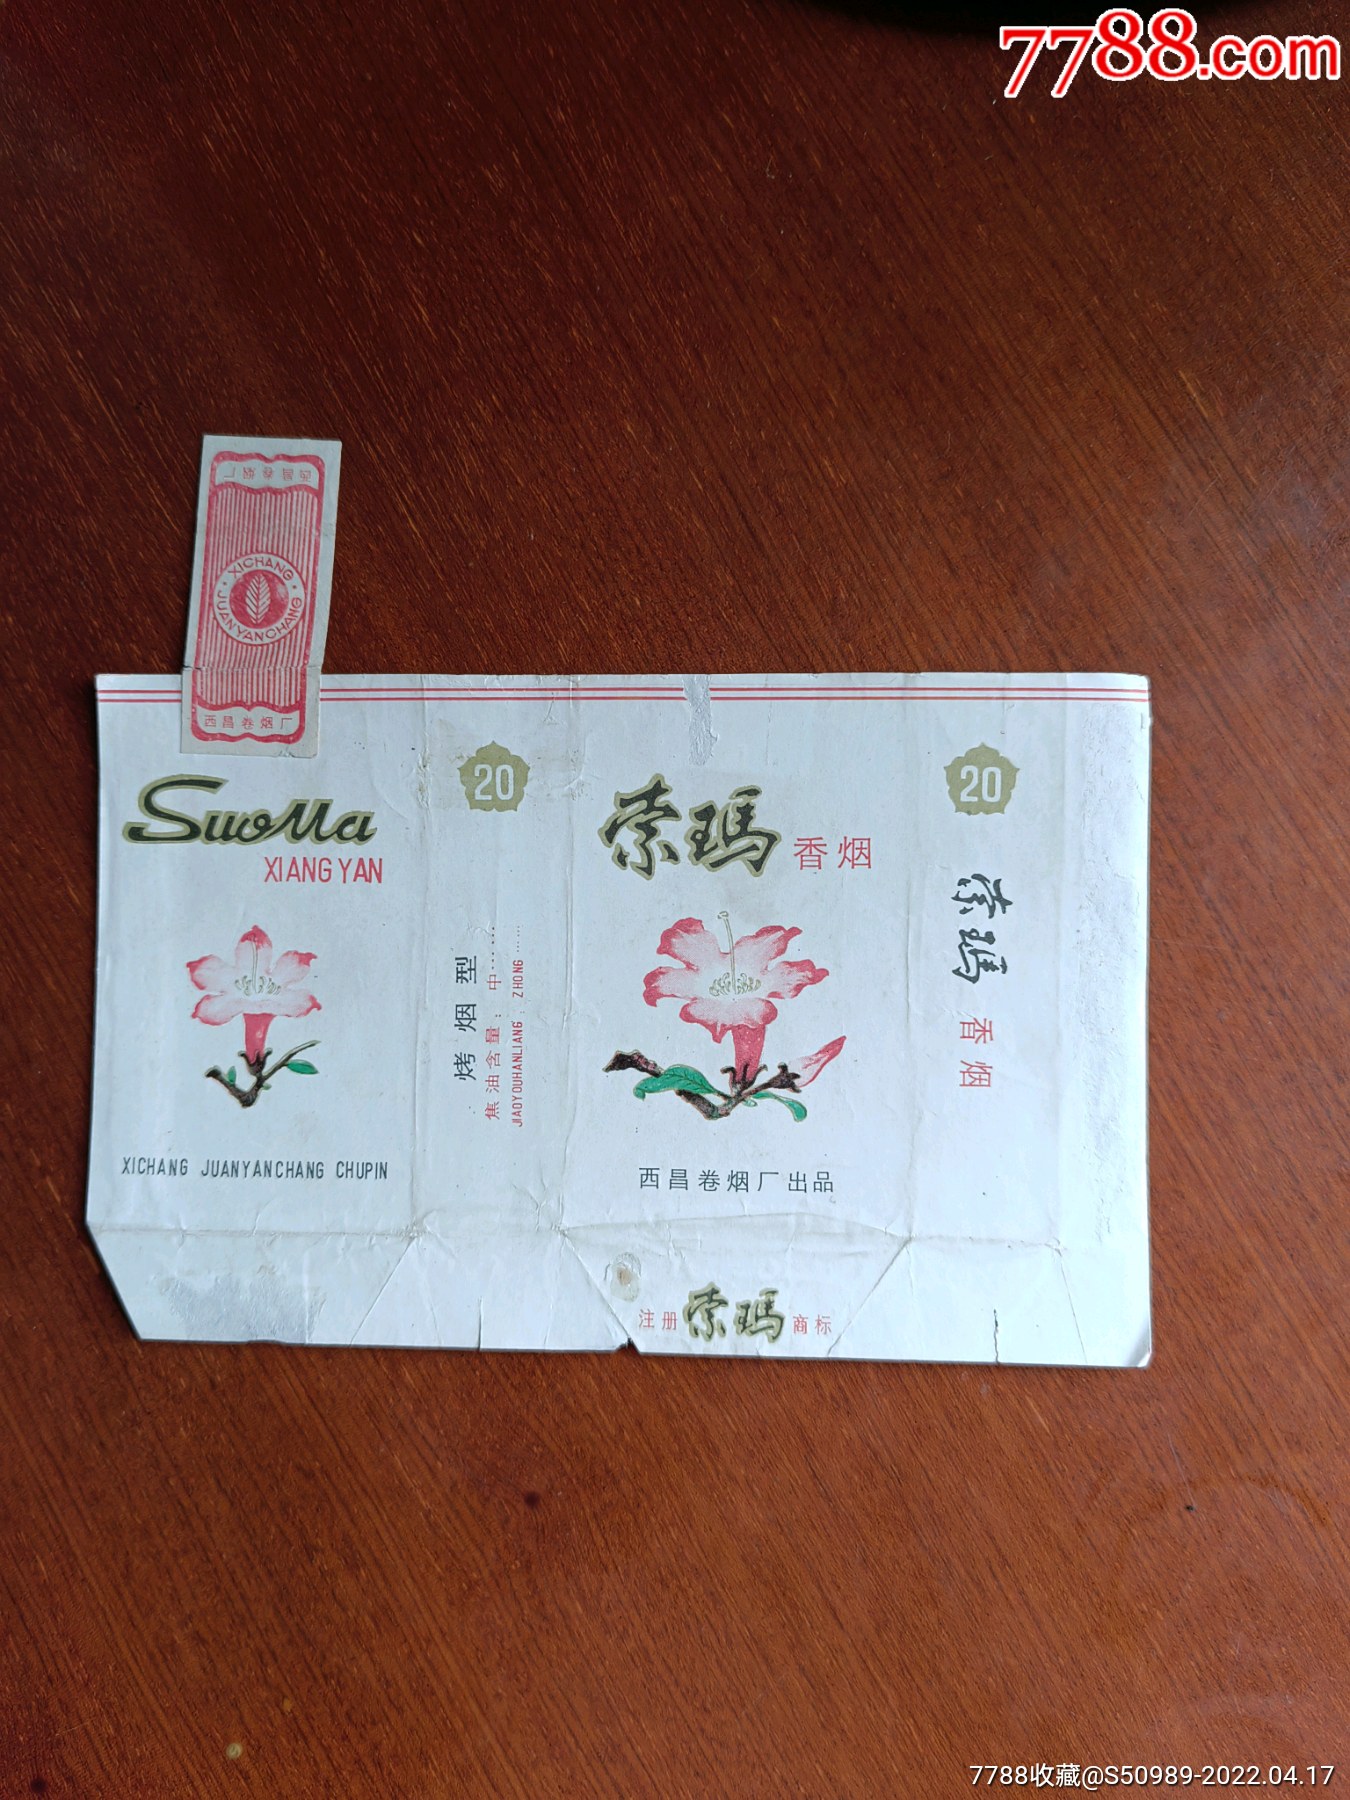 7788.com
西昌卷烟厂
XICHANG
JUANYANCHANG
西昌卷烟厂
SuoMa
XIANG YAN
XICHANG JUANYANCHANG CHUPIN
20
烤烟型
焦油含量：中……
JIAOYOUHANLIANG：ZHONG……
索玛香烟
西昌卷烟厂出品
注册索玛商标
20
索玛香烟
7788收藏@S50989-2022.04.17